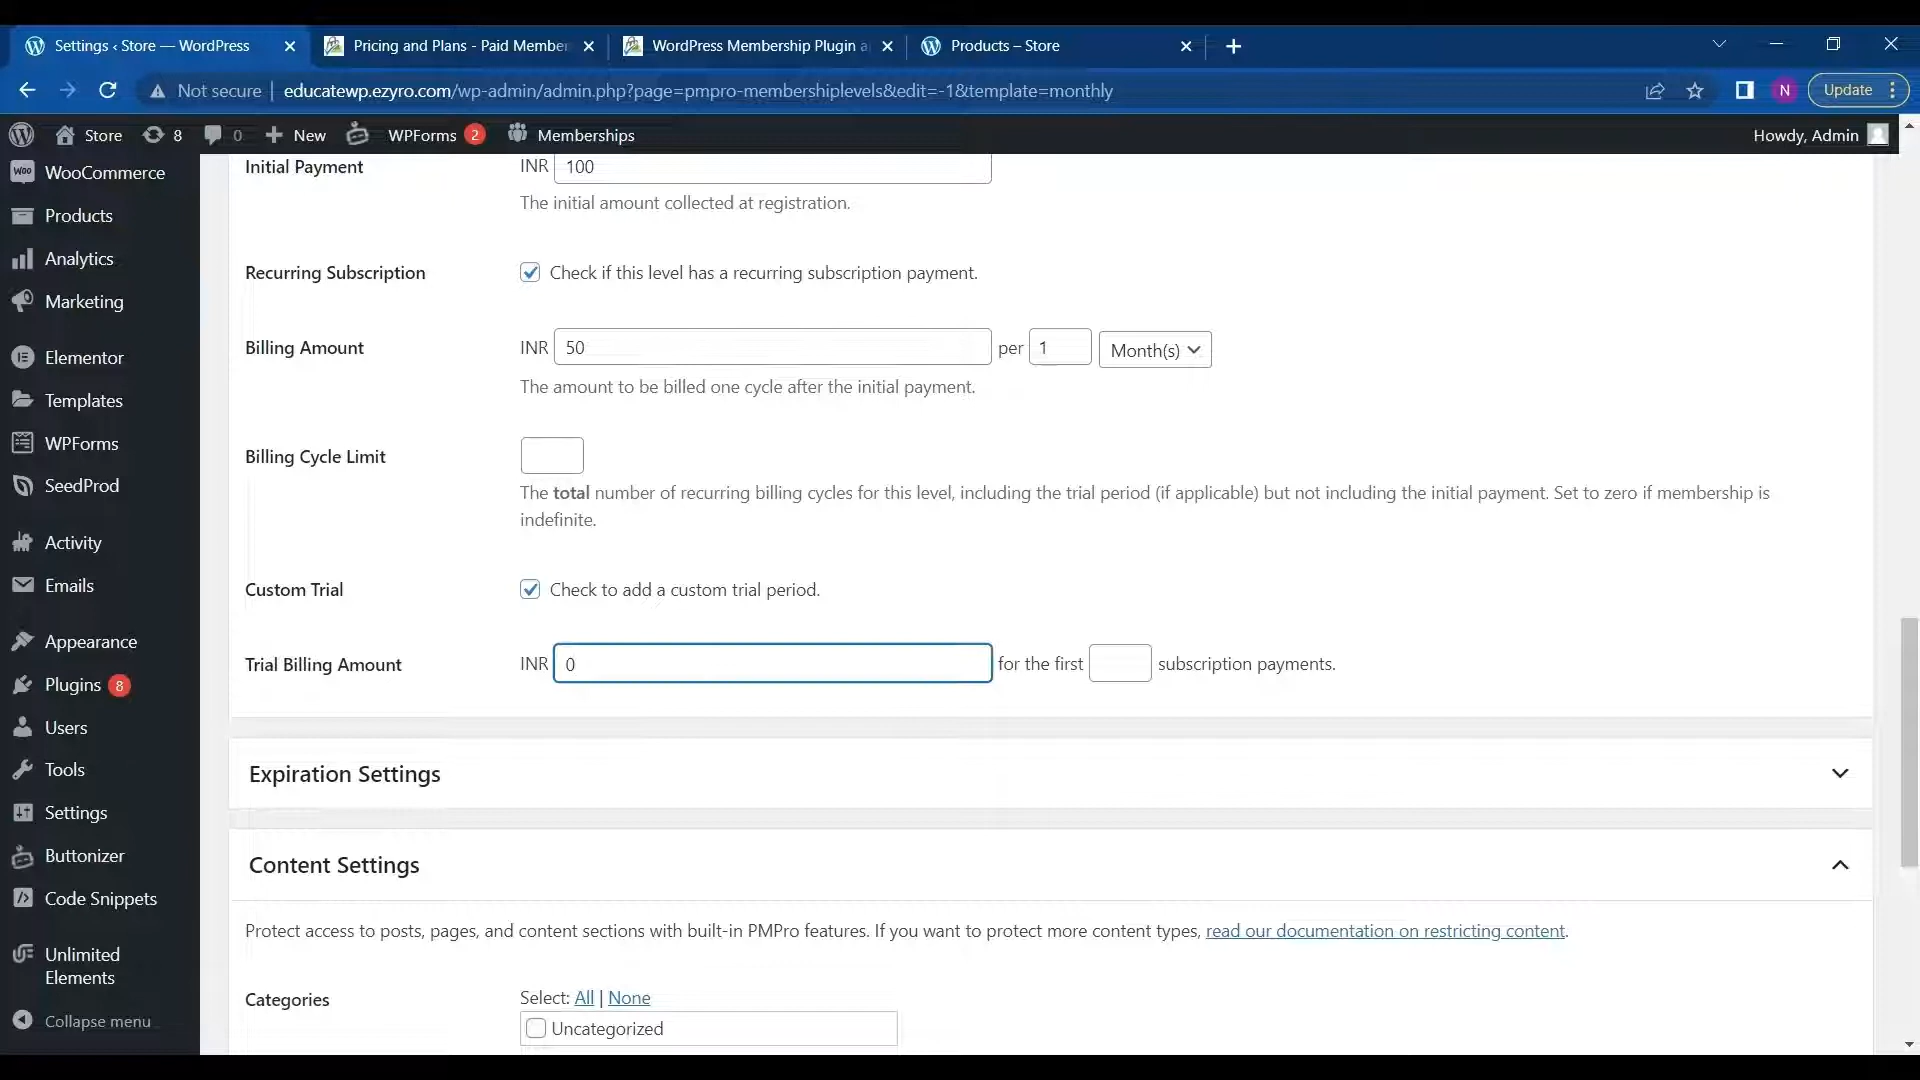 Settings ‹ Store — WordPress
Pricing and Plans - Paid Member
WordPress Membership Plugin a
Products – Store
Not secure
educatewp.ezyro.com/wp-admin/admin.php?page=pmpro-membershiplevels&edit=-1&template=monthly
N
Update
Store
8
0
New
WPForms 2
Memberships
Howdy, Admin
Woo WooCommerce
Products
Analytics
Marketing
Elementor
Templates
WPForms
SeedProd
Activity
Emails
Appearance
Plugins 8
Users
Tools
Settings
Buttonizer
Code Snippets
Unlimited
Elements
Collapse menu
Initial Payment
INR 100
The initial amount collected at registration.
Recurring Subscription
Check if this level has a recurring subscription payment.
Billing Amount
INR 50 per 1 Month(s)
The amount to be billed one cycle after the initial payment.
Billing Cycle Limit
The total number of recurring billing cycles for this level, including the trial period (if applicable) but not including the initial payment. Set to zero if membership is
indefinite.
Custom Trial
Check to add a custom trial period.
Trial Billing Amount
INR 0 for the first subscription payments.
Expiration Settings
Content Settings
Protect access to posts, pages, and content sections with built-in PMPro features. If you want to protect more content types, read our documentation on restricting content.
Categories
Select: All | None
Uncategorized